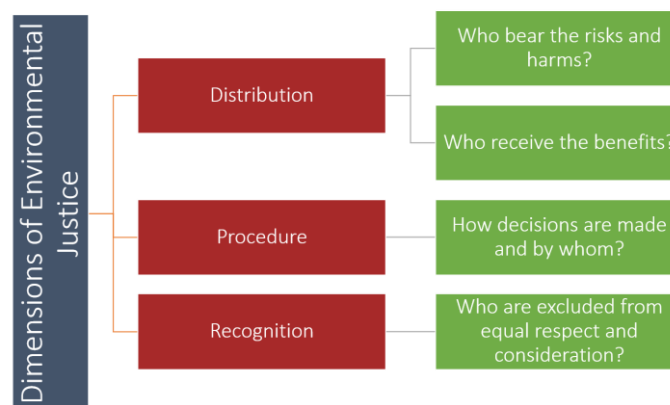 Dimensions of Environmental
Justice
Distribution
Who bear the risks and
harms?
Who receive the benefits?
Procedure
How decisions are made
and by whom?
Recognition
Who are excluded from
equal respect and
consideration?